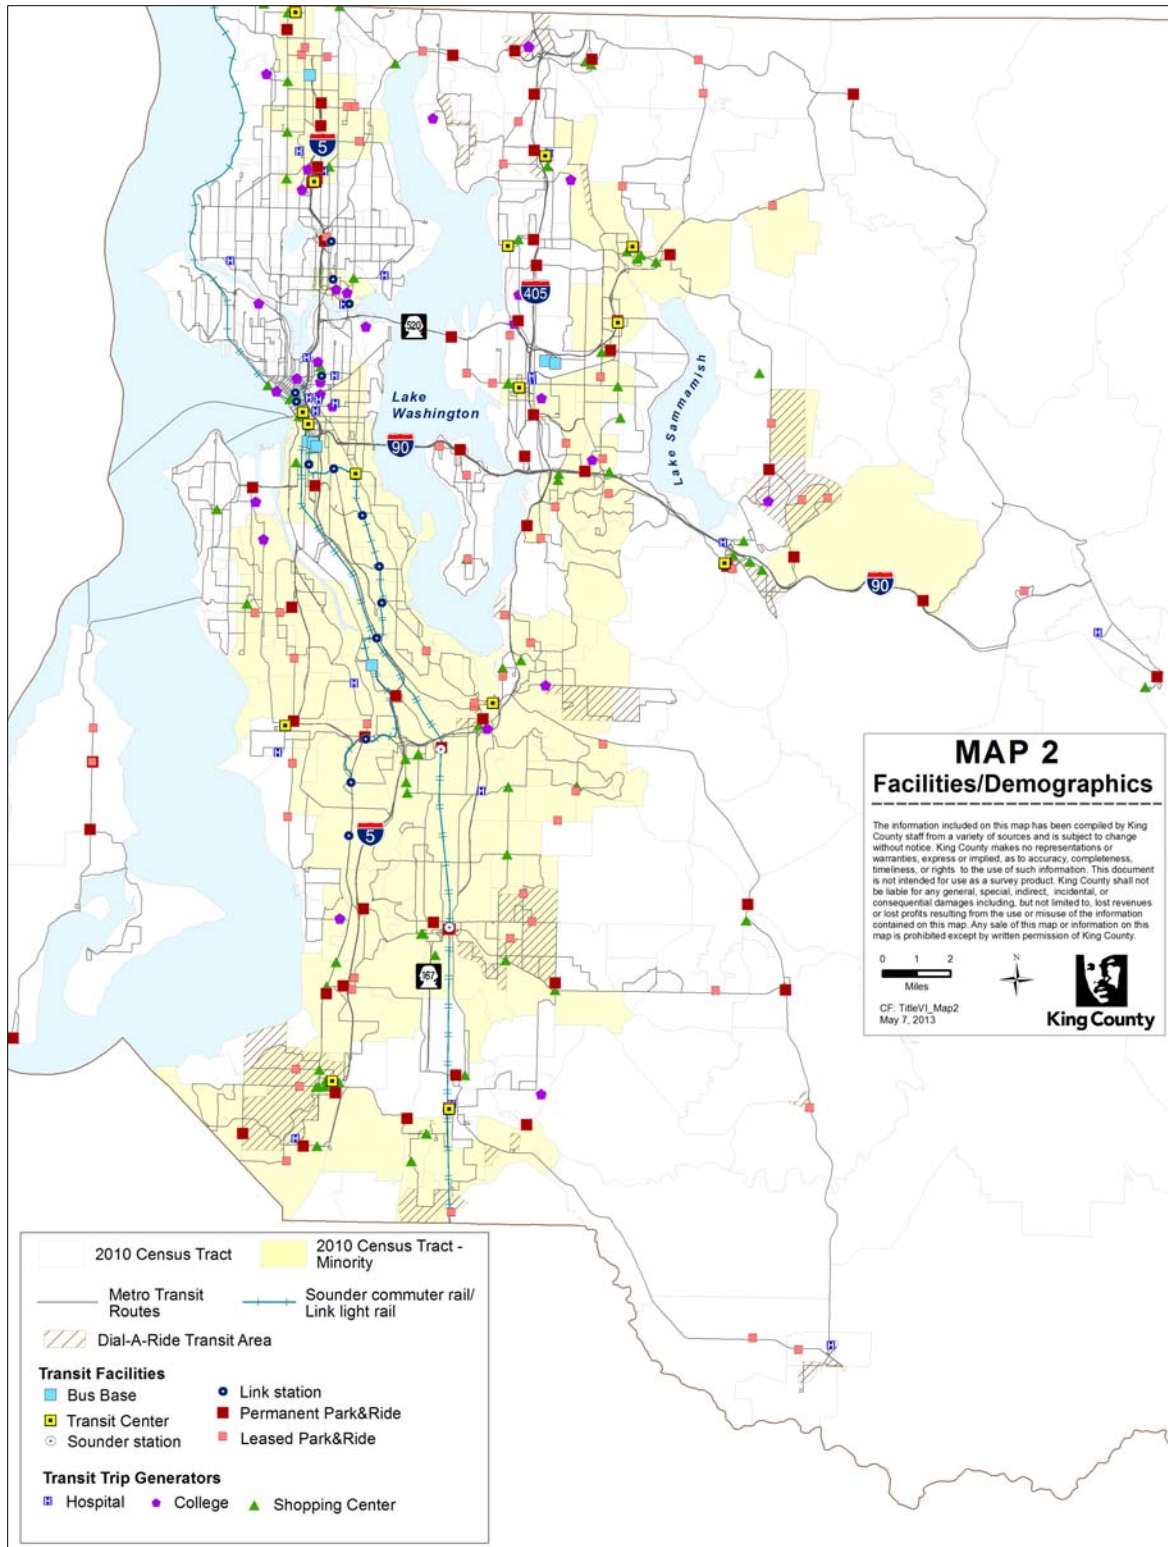 5
405
520
Lake
Washington
Lake Sammamish
90
90
MAP 2
Facilities/Demographics
The information included on this map has been compiled by King
County staff from a variety of sources and is subject to change
without notice. King County makes no representations or
warranties, express or implied, as to accuracy, completeness,
timeliness, or rights to the use of such information. This document
is not intended for use as a survey product. King County shall not
be liable for any general, special, indirect, incidental, or
consequential damages including, but not limited to, lost revenues
or lost profits resulting from the use or misuse of the information
contained on this map. Any sale of this map or information on this
map is prohibited except by written permission of King County.
0 1 2
Miles
N
CF: TitleVI_Map2
May 7, 2013
King County
5
167
2010 Census Tract
2010 Census Tract -
Minority
Metro Transit
Routes
Sounder commuter rail/
Link light rail
Dial-A-Ride Transit Area
Transit Facilities
Bus Base
Link station
Transit Center
Permanent Park&Ride
Sounder station
Leased Park&Ride
Transit Trip Generators
H Hospital
College
Shopping Center